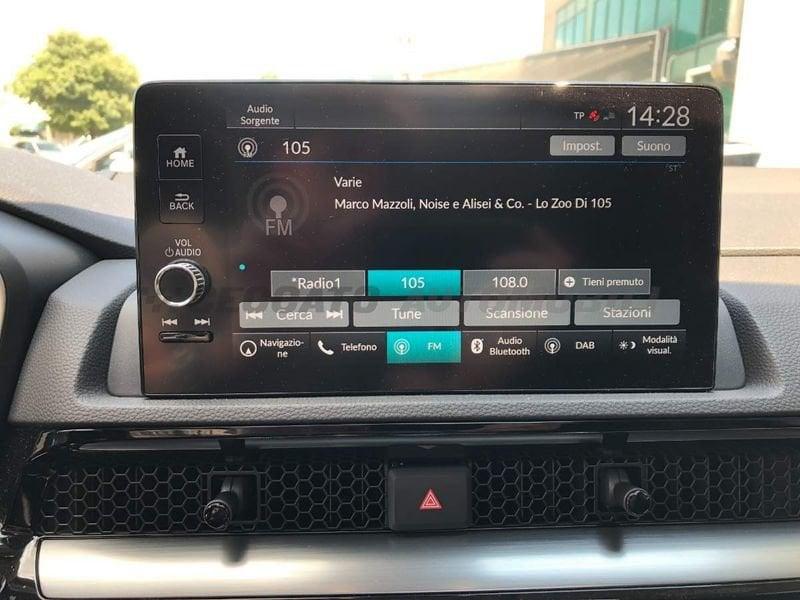 Audio
Sorgente
TP
14:28
HOME
BACK
FM
105
Impost.
Suono
ST
Varie
Marco Mazzoli, Noise e Alisei & Co. - Lo Zoo Di 105
FM
VOL
AUDIO
*Radio1
105
108.0
Tieni premuto
Cerca
Tune
Scansione
Stazioni
Navigazio-
ne
Telefono
FM
Audio
Bluetooth
DAB
Modalità
visual.